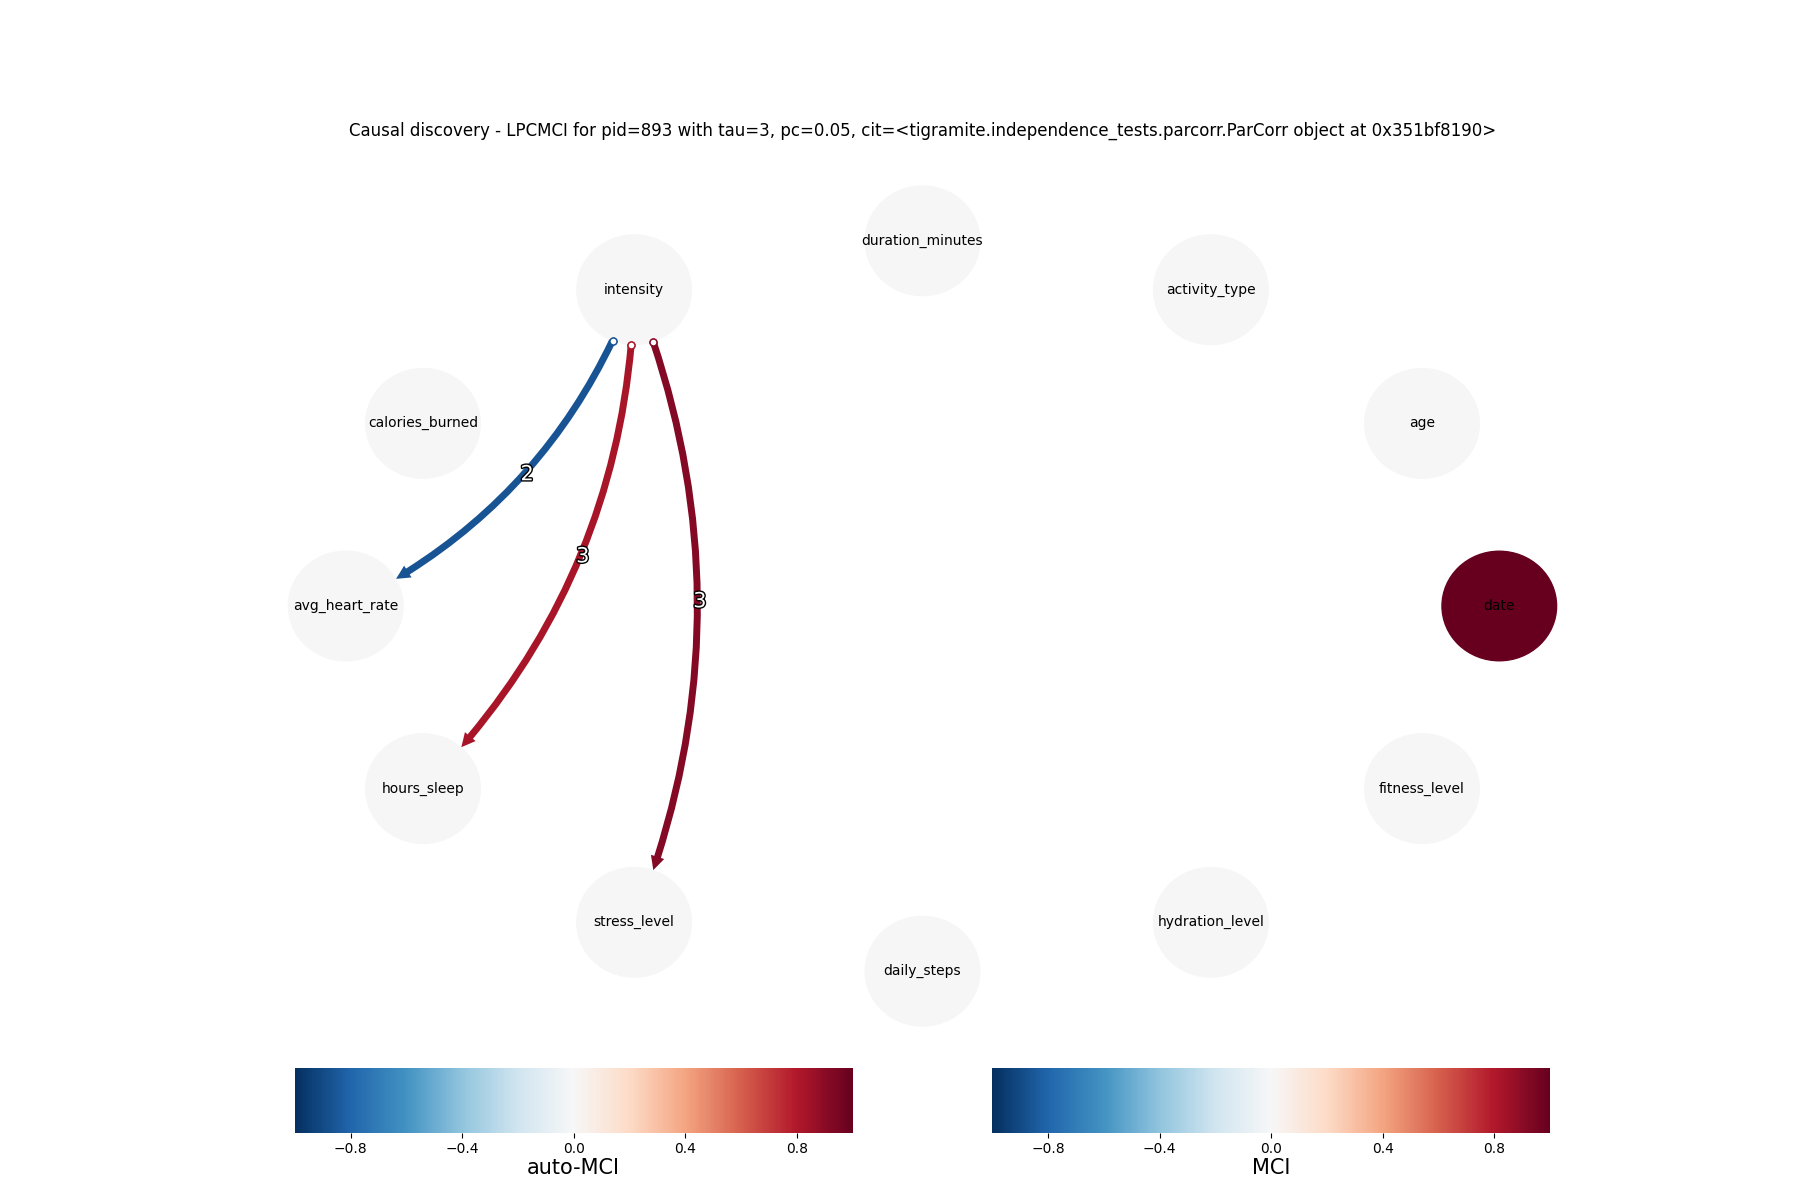 Causal discovery - LPCMCI for pid=893 with tau=3, pc=0.05, cit=<tigramite.independence_tests.parcorr.ParCorr object at 0x351bf8190>
duration_minutes
intensity
activity_type
calories_burned
age
2
3
3
avg_heart_rate
date
hours_sleep
fitness_level
stress_level
hydration_level
daily_steps
−0.8 −0.4 0.0 0.4 0.8
auto-MCI
−0.8 −0.4 0.0 0.4 0.8
MCI